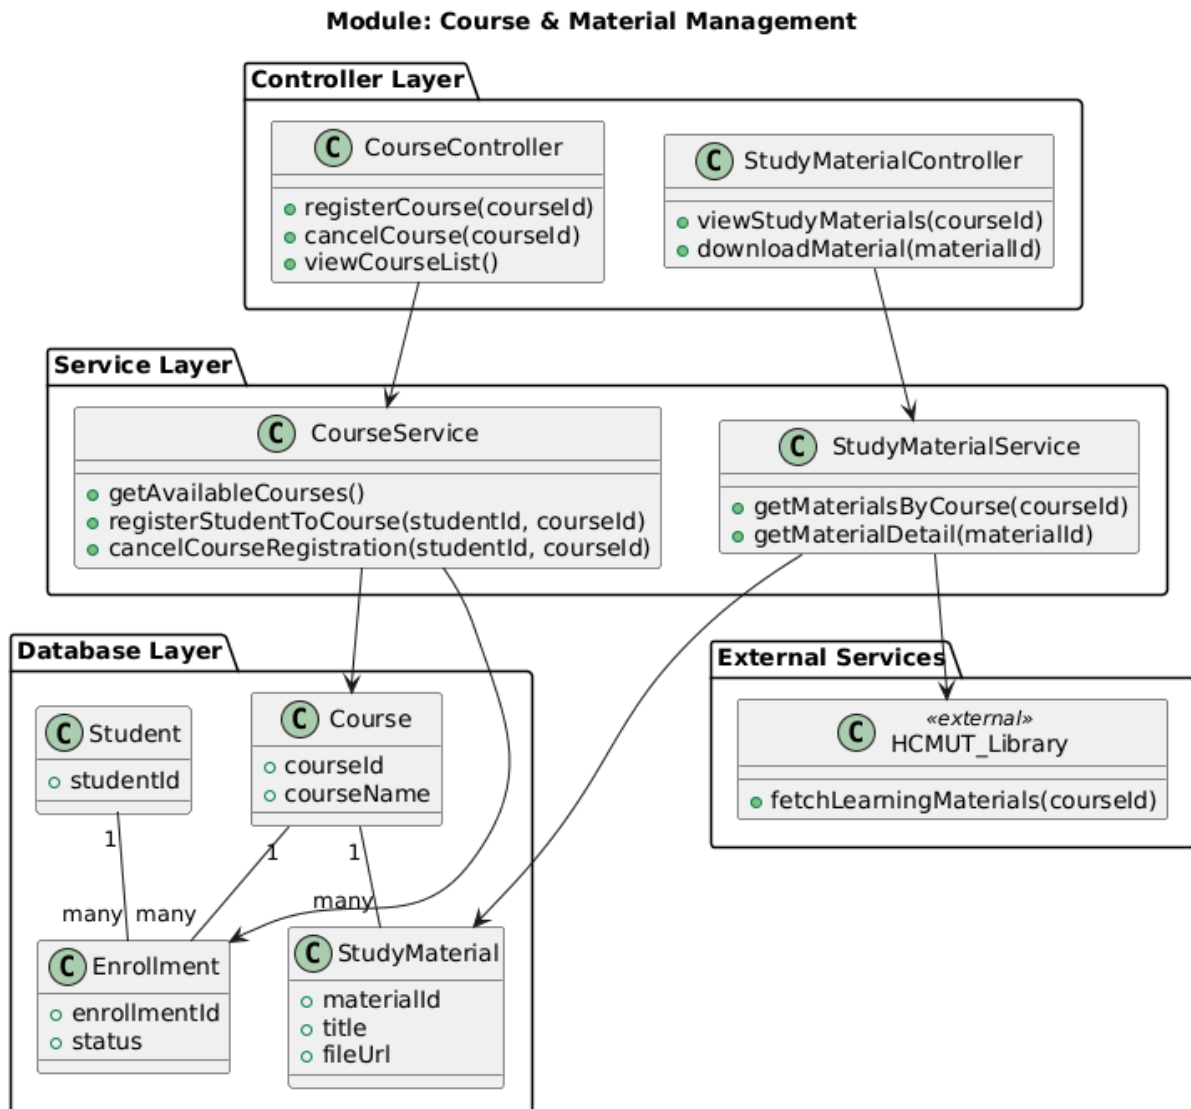 Module: Course & Material Management
Controller Layer
C CourseController
registerCourse(courseId)
cancelCourse(courseId)
viewCourseList()
C StudyMaterialController
viewStudyMaterials(courseId)
downloadMaterial(materialId)
Service Layer
C CourseService
getAvailableCourses()
registerStudentToCourse(studentId, courseId)
cancelCourseRegistration(studentId, courseId)
C StudyMaterialService
getMaterialsByCourse(courseId)
getMaterialDetail(materialId)
Database Layer
C Student
studentId
C Course
courseId
courseName
1
1
1
many
many
many
C Enrollment
enrollmentId
status
C StudyMaterial
materialId
title
fileUrl
External Services
«external»
C HCMUT_Library
fetchLearningMaterials(courseId)